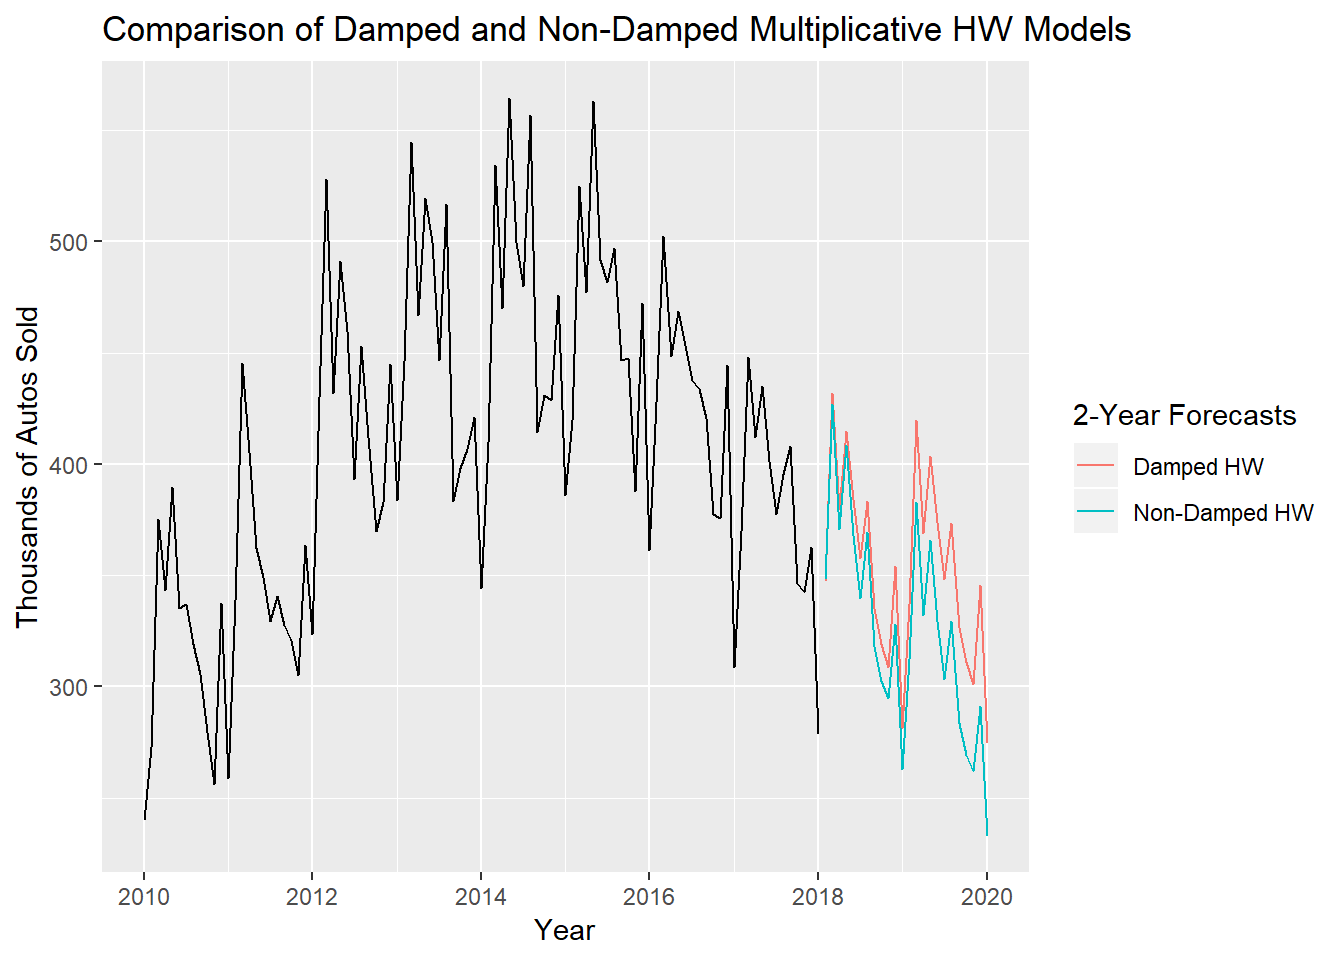 Comparison of Damped and Non-Damped Multiplicative HW Models
Thousands of Autos Sold
500
400
300
2010 2012 2014 2016 2018 2020
Year
2-Year Forecasts
Damped HW
Non-Damped HW